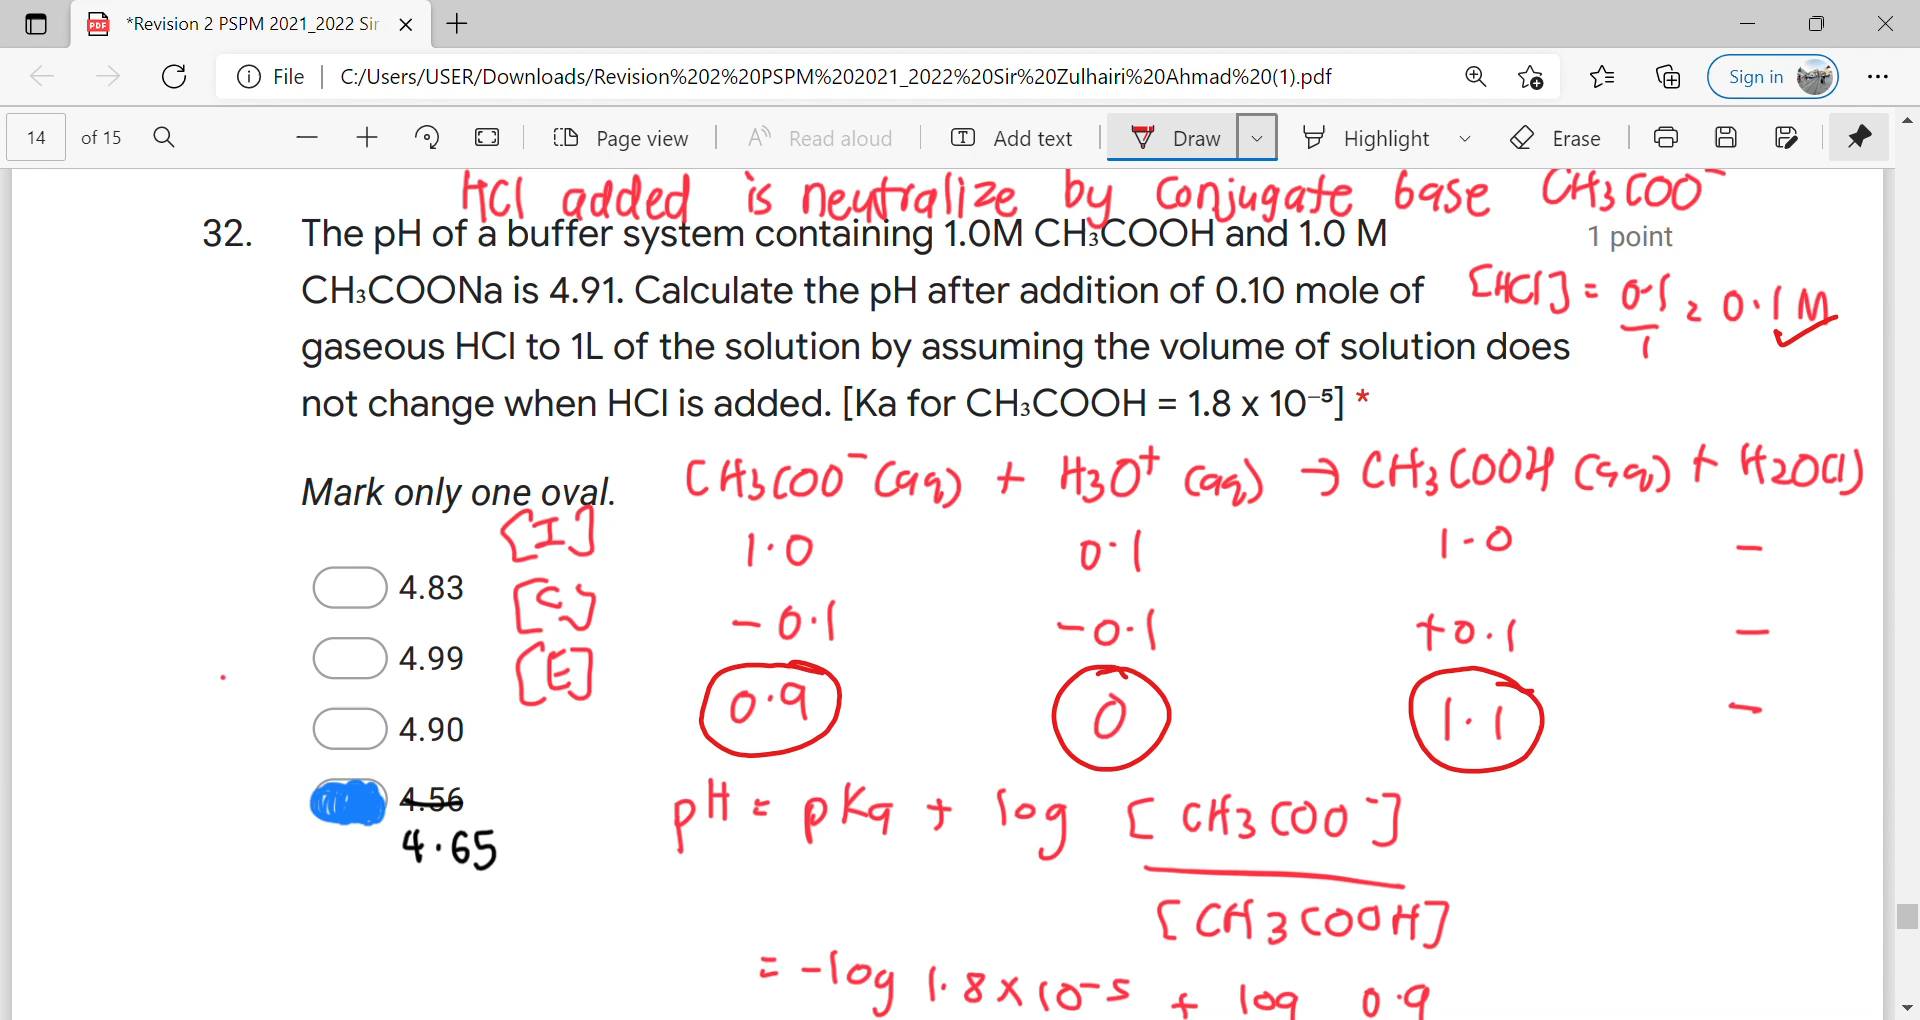 *Revision 2 PSPM 2021_2022 Sir
File C:/Users/USER/Downloads/Revision%202%20PSPM%202021_2022%20Sir%20Zulhairi%20Ahmad%20(1).pdf Sign in
14 of 15 Page view Read aloud Add text Draw Highlight Erase
HCl added is neutralize by conjugate base CH3COO⁻
32. The pH of a buffer system containing 1.0M CH₃COOH and 1.0 M 1 point
CH₃COONa is 4.91. Calculate the pH after addition of 0.10 mole of [HCl] = 0.1/1 = 0.1 M
gaseous HCl to 1L of the solution by assuming the volume of solution does
not change when HCl is added. [Ka for CH₃COOH = 1.8 x 10⁻⁵] *
Mark only one oval. CH3COO⁻(aq) + H3O⁺ (aq) → CH3COOH (aq) + H2O(l)
[I] 1.0 0.1 1.0 -
4.83 [C] -0.1 -0.1 +0.1 -
4.99 [E] 0.9 0 1.1 -
4.90
4.56 pH = pKa + log [CH3COO⁻]
4.65
[CH3COOH]
= -log 1.8×10⁻⁵ + log 0.9